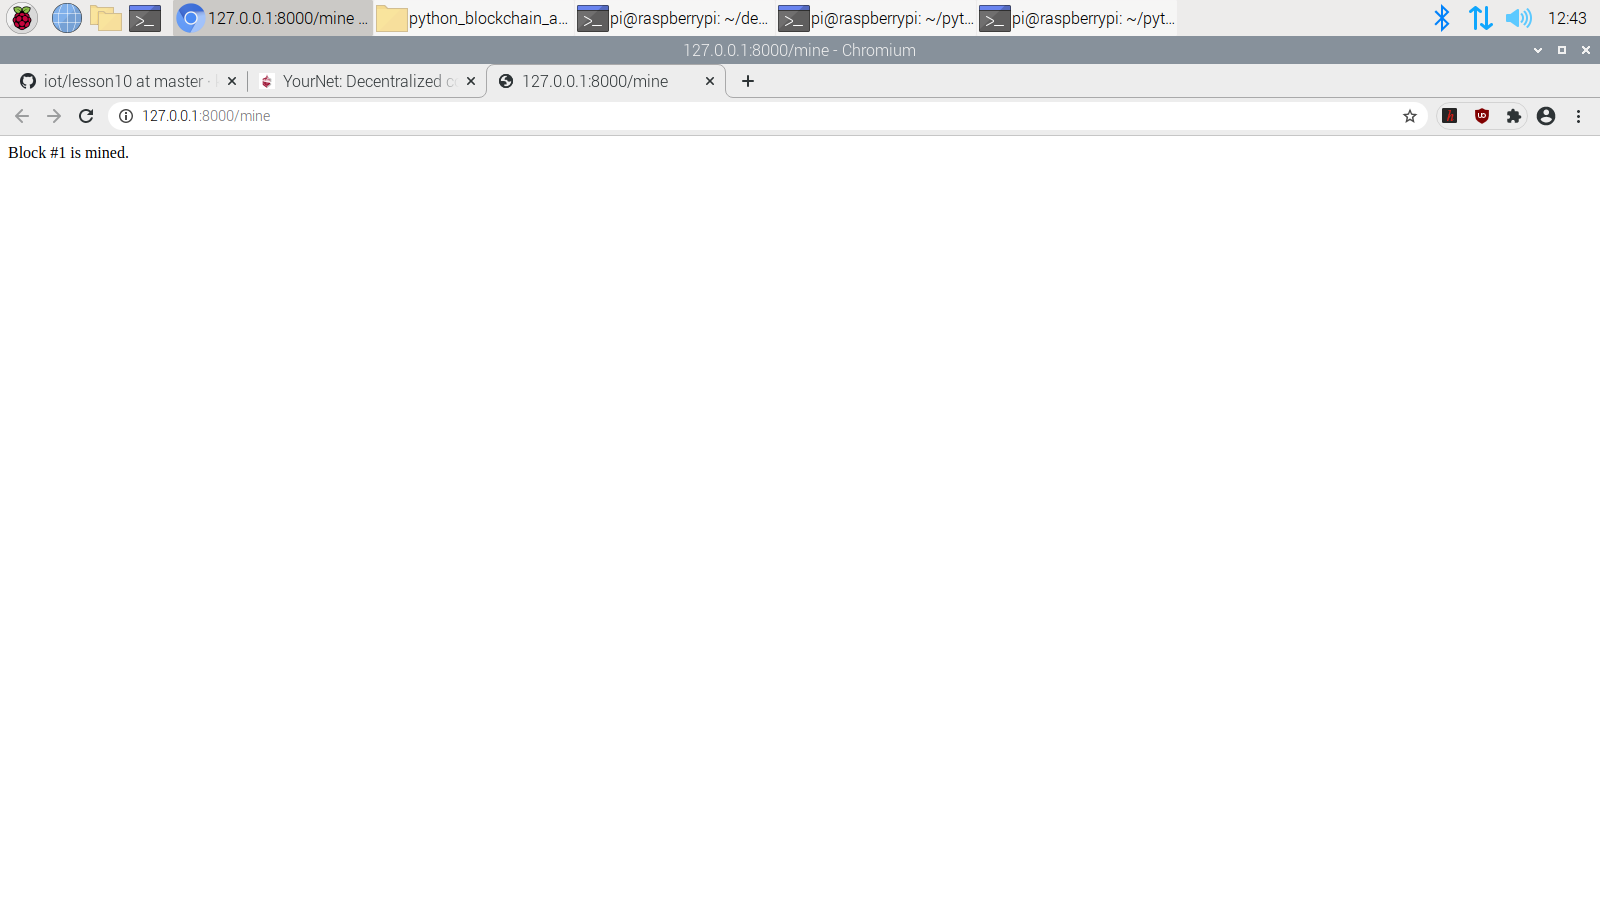 127.0.0.1:8000/mine ...
python_blockchain_a...
pi@raspberrypi: ~/de...
pi@raspberrypi: ~/pyt...
pi@raspberrypi: ~/pyt...
12:43
127.0.0.1:8000/mine - Chromium
iot/lesson10 at master ·
YourNet: Decentralized c
127.0.0.1:8000/mine
127.0.0.1:8000/mine
Block #1 is mined.